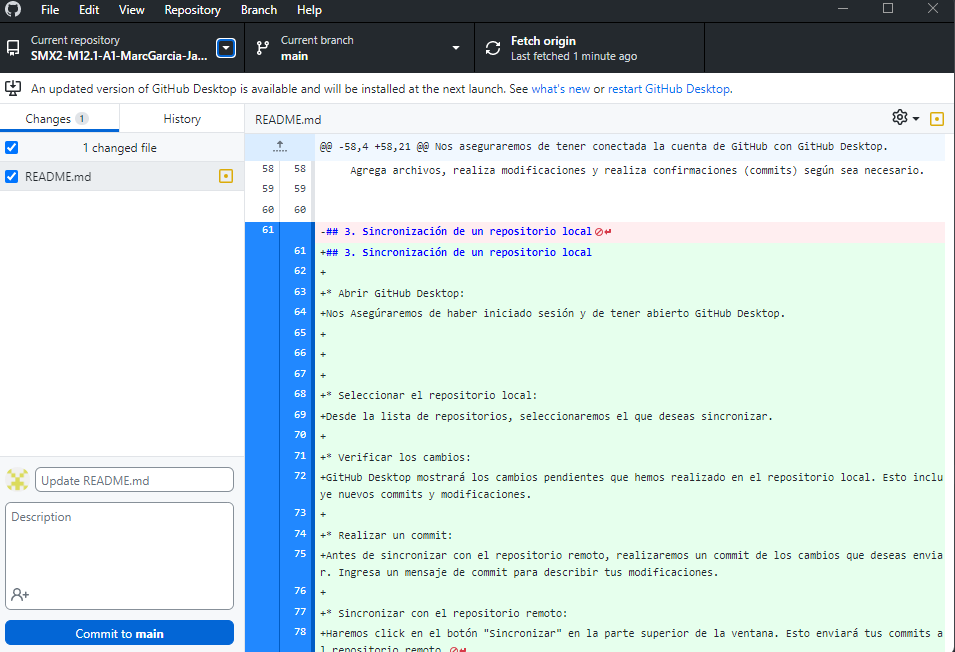 File Edit View Repository Branch Help
Current repository
SMX2-M12.1-A1-MarcGarcia-Ja...
Current branch
main
Fetch origin
Last fetched 1 minute ago
An updated version of GitHub Desktop is available and will be installed at the next launch. See what's new or restart GitHub Desktop.
Changes 1
History
1 changed file
README.md
Update README.md
Description
Commit to main
README.md
@@ -58,4 +58,21 @@ Nos aseguraremos de tener conectada la cuenta de GitHub con GitHub Desktop.
58 58 Agrega archivos, realiza modificaciones y realiza confirmaciones (commits) según sea necesario.
59 59
60 60
61 -## 3. Sincronización de un repositorio local
61 +## 3. Sincronización de un repositorio local
62 +
63 +* Abrir GitHub Desktop:
64 +Nos Asegúraremos de haber iniciado sesión y de tener abierto GitHub Desktop.
65 +
66 +
67 +
68 +* Seleccionar el repositorio local:
69 +Desde la lista de repositorios, seleccionaremos el que deseas sincronizar.
70 +
71 +* Verificar los cambios:
72 +GitHub Desktop mostrará los cambios pendientes que hemos realizado en el repositorio local. Esto inclu
ye nuevos commits y modificaciones.
73 +
74 +* Realizar un commit:
75 +Antes de sincronizar con el repositorio remoto, realizaremos un commit de los cambios que deseas envia
r. Ingresa un mensaje de commit para describir tus modificaciones.
76 +
77 +* Sincronizar con el repositorio remoto:
78 +Haremos click en el botón "Sincronizar" en la parte superior de la ventana. Esto enviará tus commits a
l repositorio remoto.